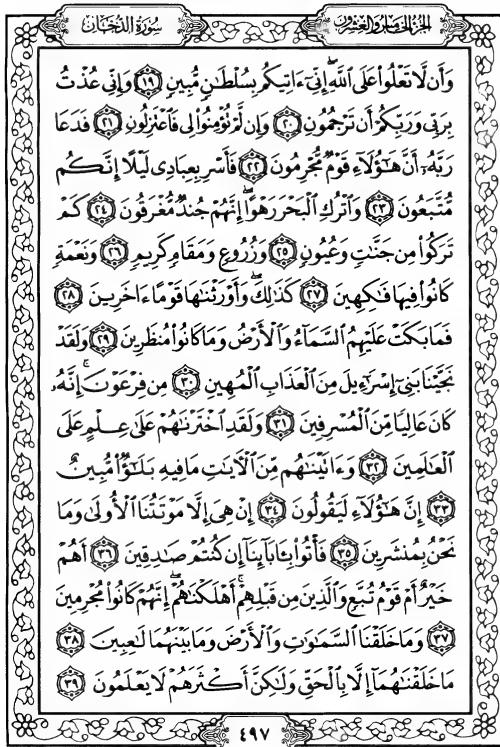 الجزء الخامس والعشرون
سورة الدخان
وَأَن لَّا تَعْلُوا۟ عَلَى ٱللَّهِ ۖ إِنِّىٓ ءَاتِيكُم بِسُلْطَـٰنٍ مُّبِينٍ ١٩ وَإِنِّى عُذْتُ
بِرَبِّى وَرَبِّكُمْ أَن تَرْجُمُونِ ٢٠ وَإِن لَّمْ تُؤْمِنُوا۟ لِى فَٱعْتَزِلُونِ ٢١ فَدَعَا
رَبَّهُۥٓ أَنَّ هَـٰٓؤُلَآءِ قَوْمٌ مُّجْرِمُونَ ٢٢ فَأَسْرِ بِعِبَادِى لَيْلًا إِنَّكُم
مُّتَّبَعُونَ ٢٣ وَٱتْرُكِ ٱلْبَحْرَ رَهْوًا ۖ إِنَّهُمْ جُندٌ مُّغْرَقُونَ ٢٤ كَمْ
تَرَكُوا۟ مِن جَنَّـٰتٍ وَعُيُونٍ ٢٥ وَزُرُوعٍ وَمَقَامٍ كَرِيمٍ ٢٦ وَنَعْمَةٍ
كَانُوا۟ فِيهَا فَـٰكِهِينَ ٢٧ كَذَٰلِكَ ۖ وَأَوْرَثْنَـٰهَا قَوْمًا ءَاخَرِينَ ٢٨
فَمَا بَكَتْ عَلَيْهِمُ ٱلسَّمَآءُ وَٱلْأَرْضُ وَمَا كَانُوا۟ مُنظَرِينَ ٢٩ وَلَقَدْ
نَجَّيْنَا بَنِىٓ إِسْرَٰٓءِيلَ مِنَ ٱلْعَذَابِ ٱلْمُهِينِ ٣٠ مِن فِرْعَوْنَ ۚ إِنَّهُۥ
كَانَ عَالِيًا مِّنَ ٱلْمُسْرِفِينَ ٣١ وَلَقَدِ ٱخْتَرْنَـٰهُمْ عَلَىٰ عِلْمٍ عَلَى
ٱلْعَـٰلَمِينَ ٣٢ وَءَاتَيْنَـٰهُم مِّنَ ٱلْـَٔايَـٰتِ مَا فِيهِ بَلَـٰٓؤٌا۟ مُّبِينٌ
٣٣ إِنَّ هَـٰٓؤُلَآءِ لَيَقُولُونَ ٣٤ إِنْ هِىَ إِلَّا مَوْتَتُنَا ٱلْأُولَىٰ وَمَا
نَحْنُ بِمُنشَرِينَ ٣٥ فَأْتُوا۟ بِـَٔابَآئِنَآ إِن كُنتُمْ صَـٰدِقِينَ ٣٦ أَهُمْ
خَيْرٌ أَمْ قَوْمُ تُبَّعٍ وَٱلَّذِينَ مِن قَبْلِهِمْ ۚ أَهْلَكْنَـٰهُمْ ۖ إِنَّهُمْ كَانُوا۟ مُجْرِمِينَ
٣٧ وَمَا خَلَقْنَا ٱلسَّمَـٰوَٰتِ وَٱلْأَرْضَ وَمَا بَيْنَهُمَا لَـٰعِبِينَ ٣٨
مَا خَلَقْنَـٰهُمَآ إِلَّا بِٱلْحَقِّ وَلَـٰكِنَّ أَكْثَرَهُمْ لَا يَعْلَمُونَ ٣٩
٤٩٧